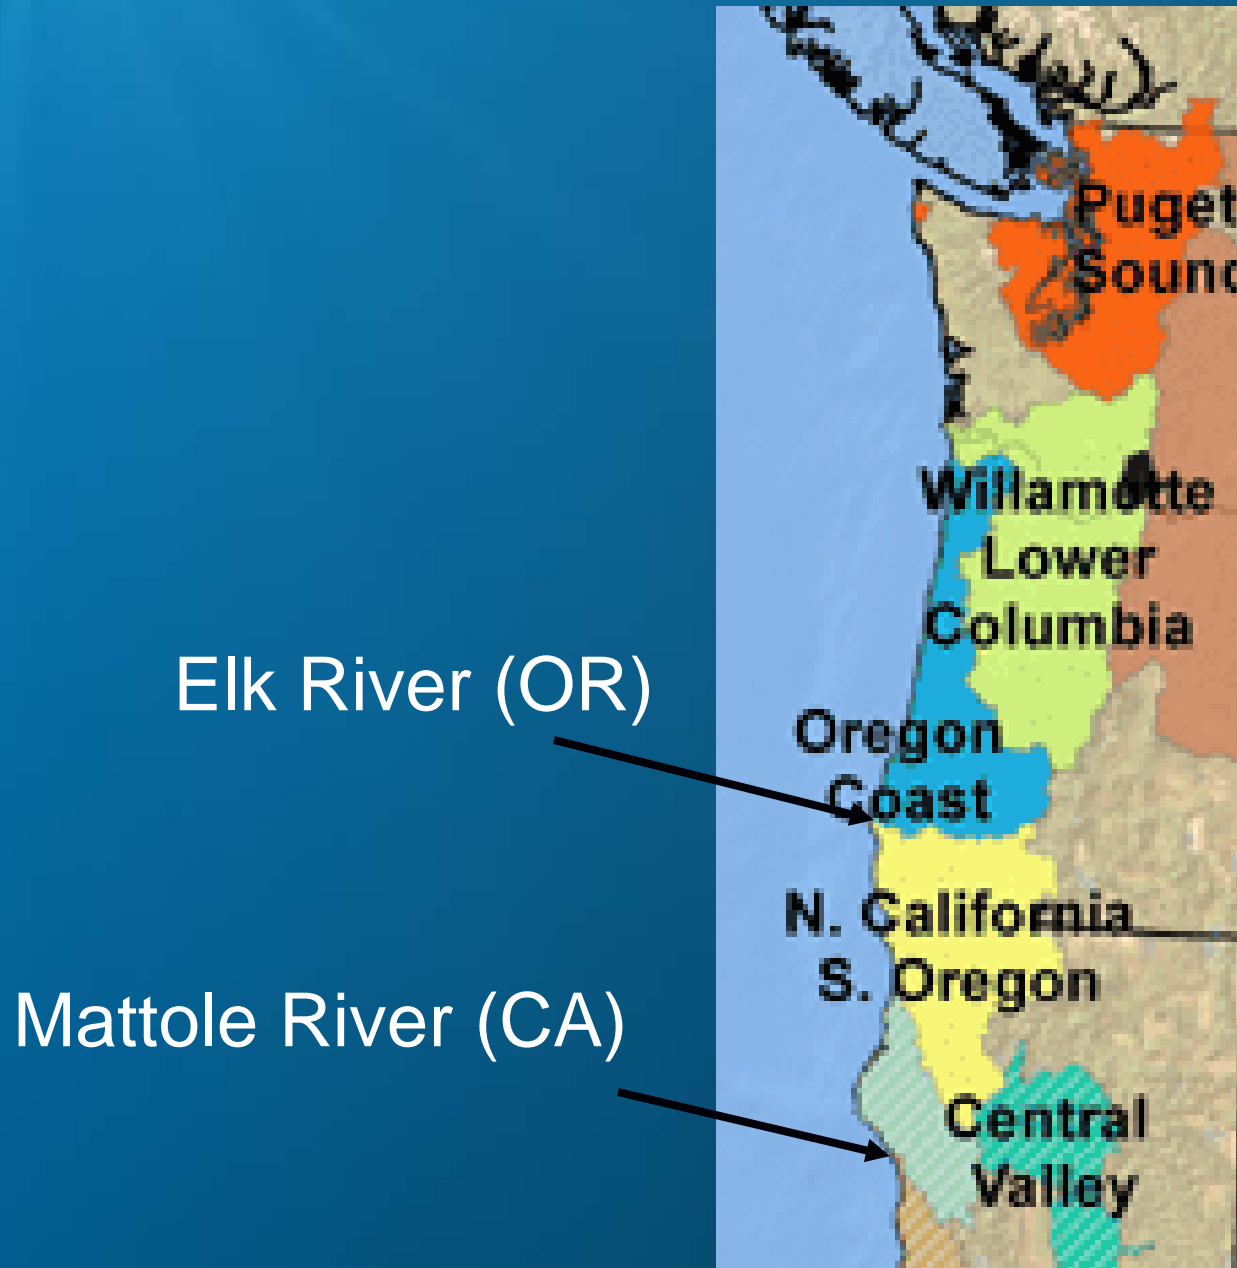 Puget
Sound
Willamette
Lower
Columbia
Elk River (OR)
Oregon
Coast
N. California
S. Oregon
Mattole River (CA)
Central
Valley